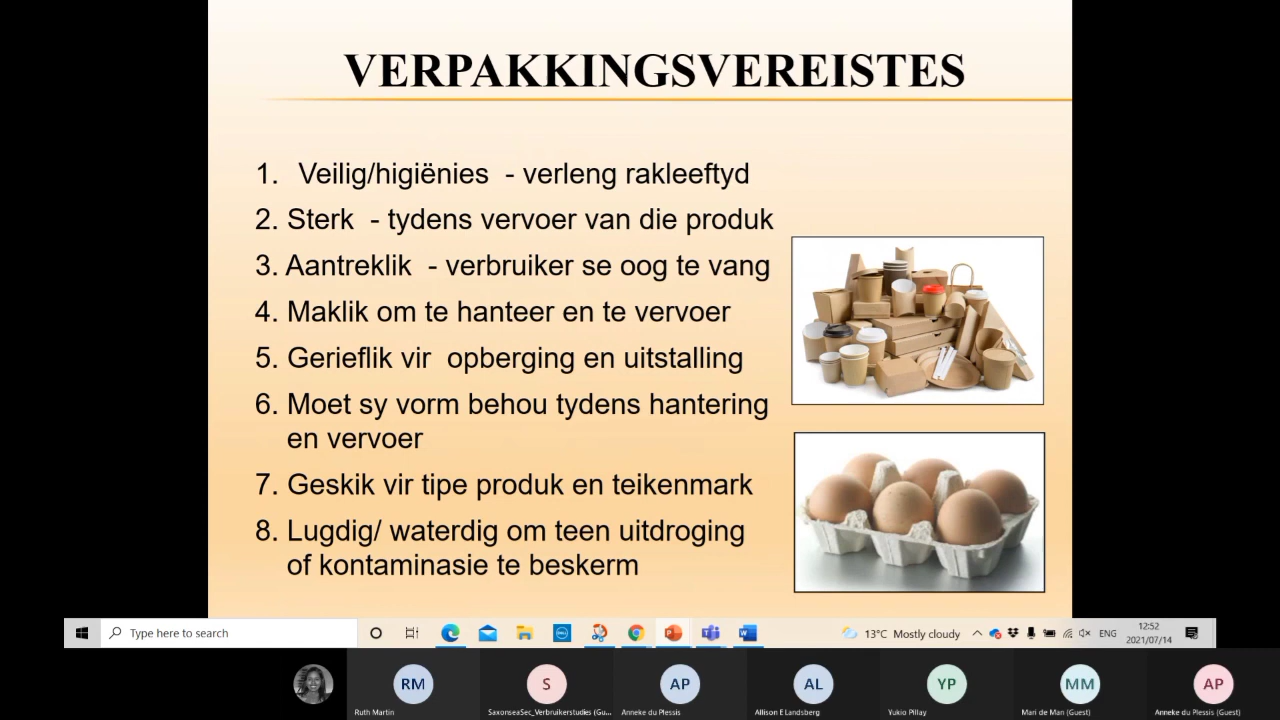 VERPAKKINGSVEREISTES
1. Veilig/higiënies - verleng rakleeftyd
2. Sterk - tydens vervoer van die produk
3. Aantreklik - verbruiker se oog te vang
4. Maklik om te hanteer en te vervoer
5. Gerieflik vir opberging en uitstalling
6. Moet sy vorm behou tydens hantering
en vervoer
7. Geskik vir tipe produk en teikenmark
8. Lugdig/ waterdig om teen uitdroging
of kontaminasie te beskerm
Type here to search
13°C Mostly cloudy
ENG
12:52
2021/07/14
RM
S
AP
AL
YP
MM
AP
Ruth Martin
SaxonseaSec_Verbruikerstudies (Gu...
Anneke du Plessis
Allison E Landsberg
Yukio Pillay
Mari de Man (Guest)
Anneke du Plessis (Guest)